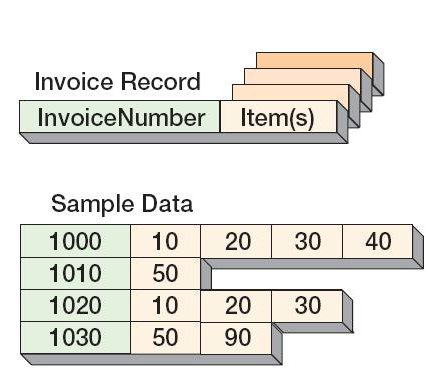 Invoice Record
InvoiceNumber Item(s)
Sample Data
1000 10 20 30 40
1010 50
1020 10 20 30
1030 50 90